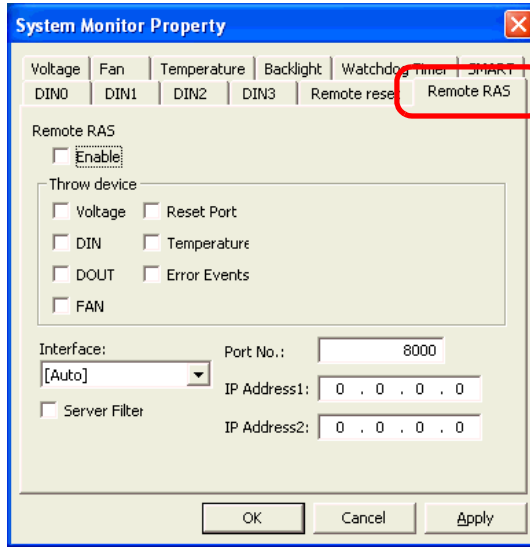 System Monitor Property
Voltage Fan Temperature Backlight Watchdog Timer SMART
DIN0 DIN1 DIN2 DIN3 Remote reset Remote RAS
Remote RAS
Enable
Throw device
Voltage Reset Port
DIN Temperature
DOUT Error Events
FAN
Interface: Port No.: 8000
[Auto] IP Address1: 0 . 0 . 0 . 0
Server Filter IP Address2: 0 . 0 . 0 . 0
OK Cancel Apply